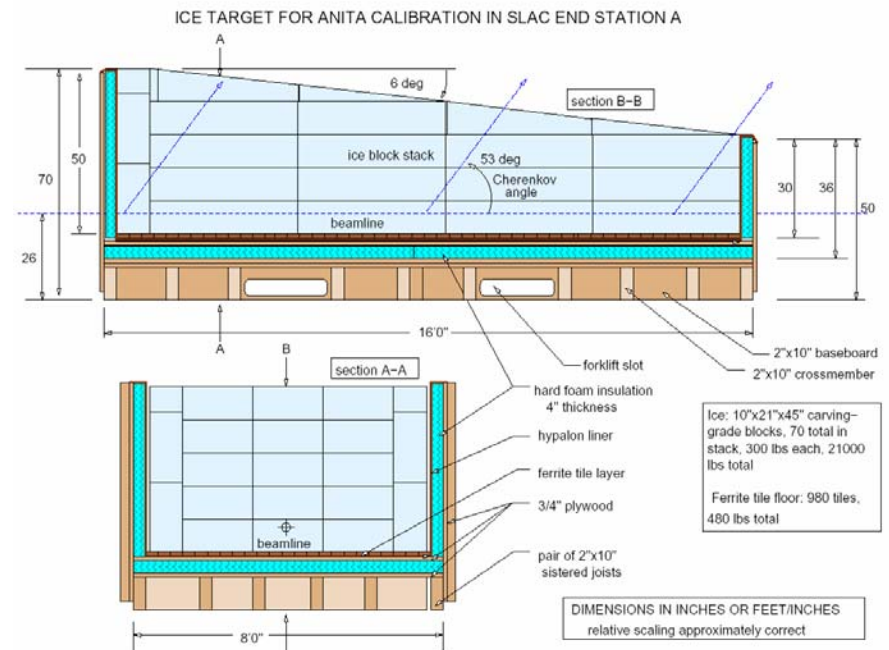 ICE TARGET FOR ANITA CALIBRATION IN SLAC END STATION A
A
6 deg
section B−B
50
ice block stack
53 deg
Cherenkov
angle
70
30
36
50
beamline
26
16'0"
A
B
section A−A
forklift slot
2"x10" baseboard
2"x10" crossmember
hard foam insulation
4" thickness
hypalon liner
ferrite tile layer
3/4" plywood
beamline
pair of 2"x10"
sistered joists
8'0"
Ice: 10"x21"x45" carving−
grade blocks, 70 total in
stack, 300 lbs each, 21000
lbs total
Ferrite tile floor: 980 tiles,
480 lbs total
DIMENSIONS IN INCHES OR FEET/INCHES
relative scaling approximately correct